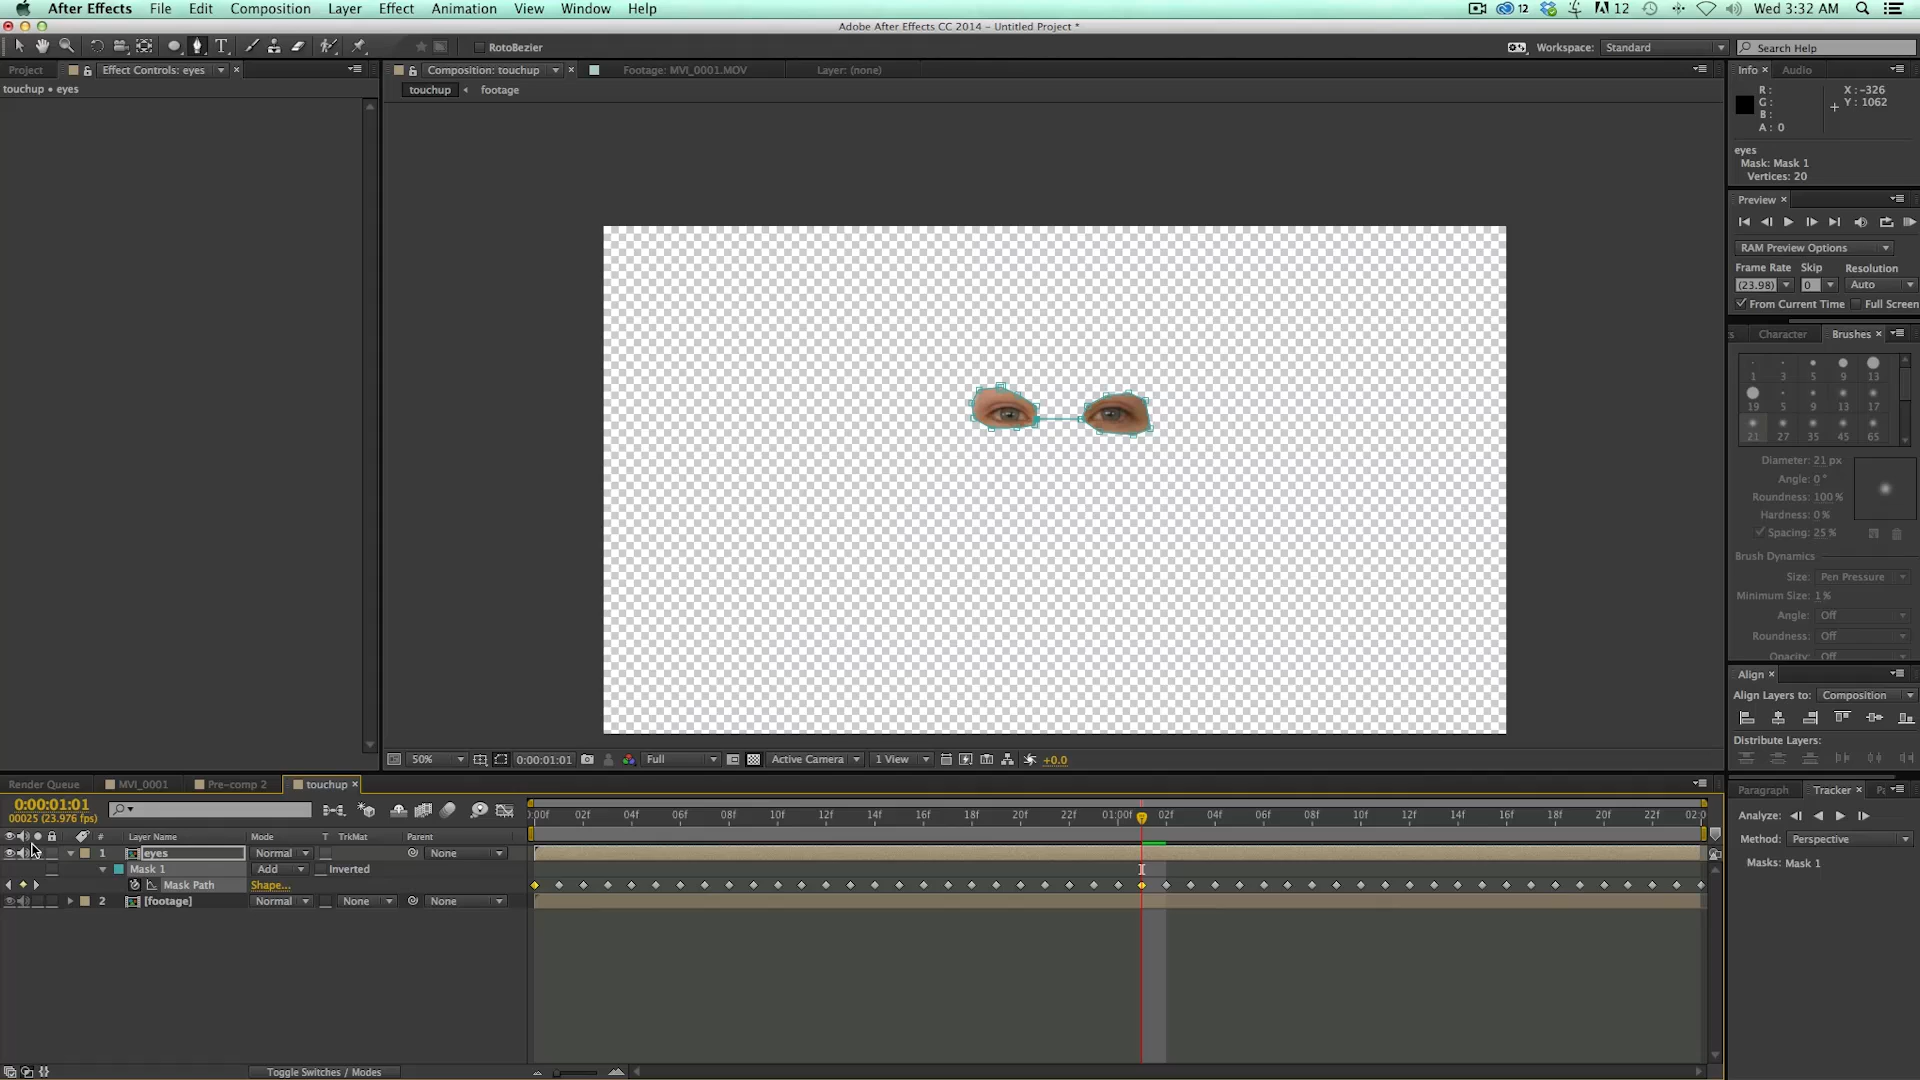 After Effects File Edit Composition Layer Effect Animation View Window Help
12 12 Wed 3:32 AM
Adobe After Effects CC 2014 – Untitled Project *
T RotoBezier Workspace: Standard Search Help
Project Effect Controls: eyes × Composition: touchup × Footage: MVI_0001.MOV Layer: (none)
touchup • eyes
touchup footage
Info × Audio
R : X : -326
G : Y : 1062
B :
A : 0
eyes
Mask: Mask 1
Vertices: 20
Preview ×
RAM Preview Options
Frame Rate Skip Resolution
(23.98) 0 Auto
From Current Time Full Screen
s Character Brushes ×
1 3 5 9 13
19 5 9 13 17
21 27 35 45 65
Diameter: 21 px
Angle: 0 °
Roundness: 100 %
Hardness: 0 %
Spacing: 25 %
Brush Dynamics
Size: Pen Pressure
Minimum Size: 1 %
Angle: Off
Roundness: Off
Opacity: Off
Align ×
Align Layers to: Composition
Distribute Layers:
Paragraph Tracker × Pa
Analyze:
Method: Perspective
Masks: Mask 1
50% 0:00:01:01 Full Active Camera 1 View +0.0
Render Queue MVI_0001 Pre-comp 2 touchup ×
0:00:01:01
00025 (23.976 fps)
0:00f 02f 04f 06f 08f 10f 12f 14f 16f 18f 20f 22f 01:00f 02f 04f 06f 08f 10f 12f 14f 16f 18f 20f 22f 02:0
# Layer Name Mode T TrkMat Parent
1 eyes Normal None
Mask 1 Add Inverted
Mask Path Shape...
2 [footage] Normal None None
Toggle Switches / Modes